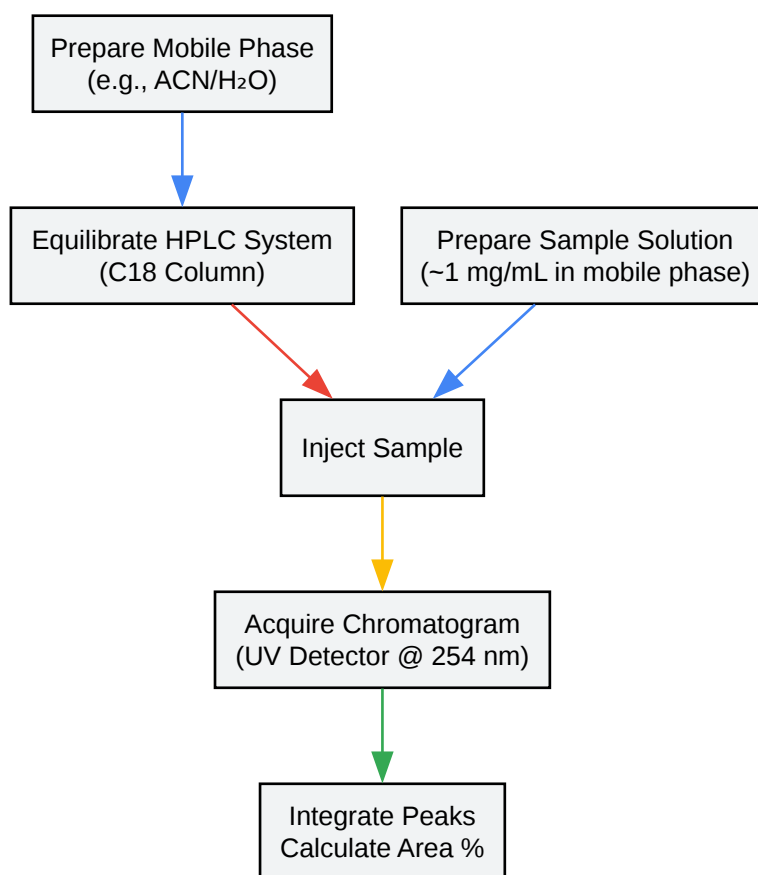 Prepare Mobile Phase
(e.g., ACN/H₂O)
Equilibrate HPLC System
(C18 Column)
Prepare Sample Solution
(~1 mg/mL in mobile phase)
Inject Sample
Acquire Chromatogram
(UV Detector @ 254 nm)
Integrate Peaks
Calculate Area %